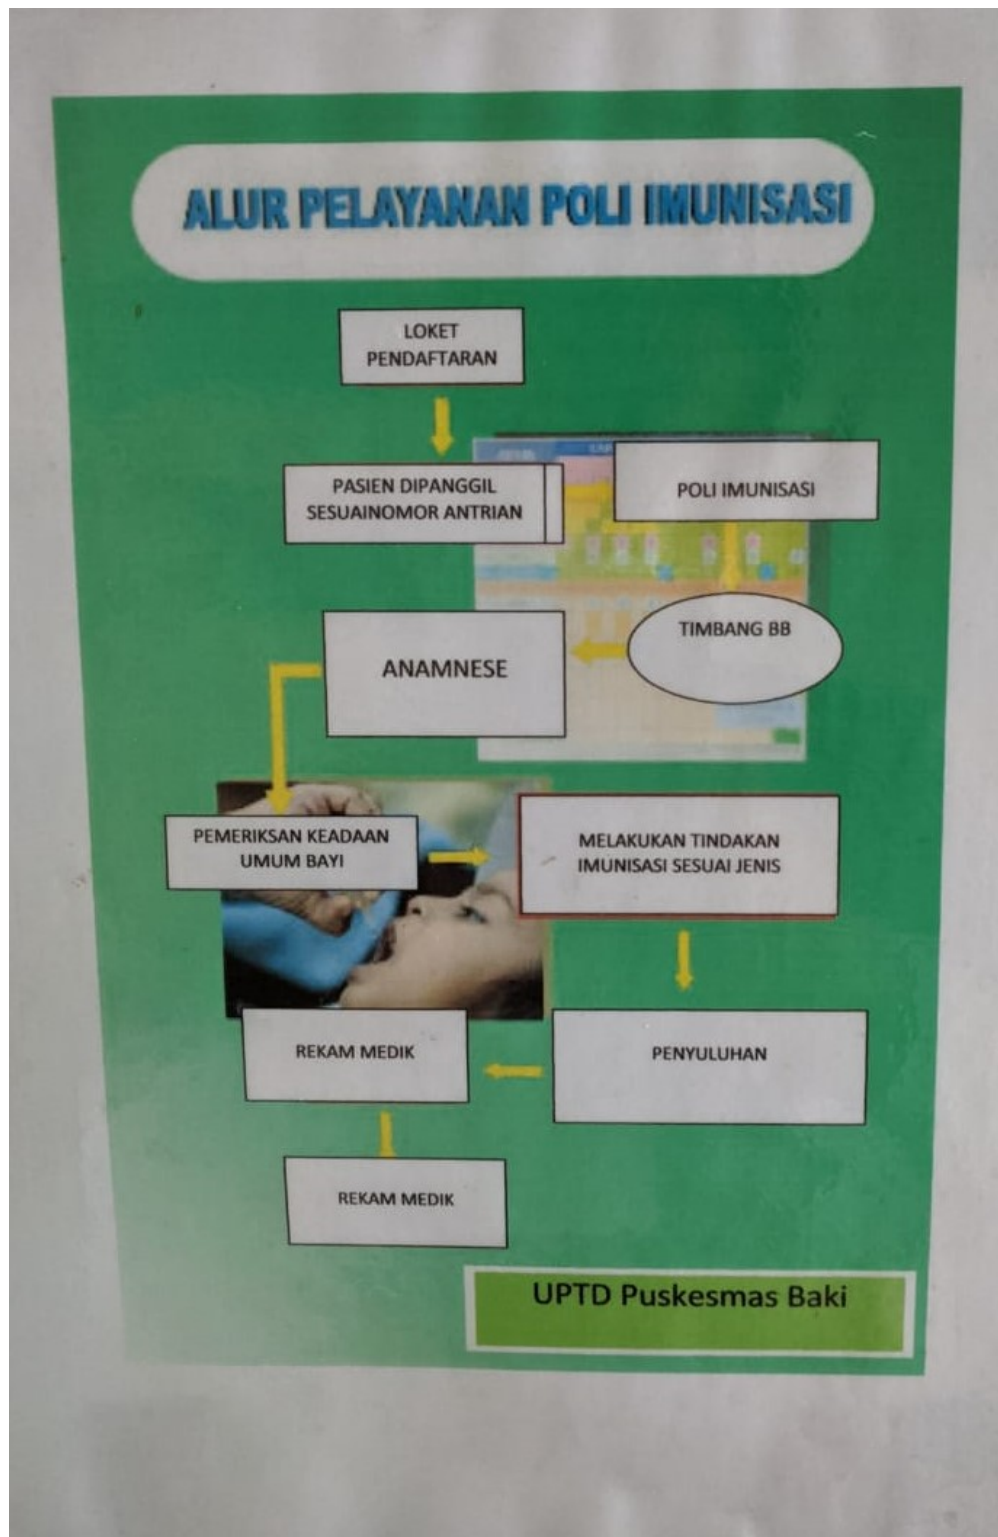 ALUR PELAYANAN POLI IMUNISASI
LOKET
PENDAFTARAN
PASIEN DIPANGGIL
SESUAINOMOR ANTRIAN
POLI IMUNISASI
TIMBANG BB
ANAMNESE
PEMERIKSAN KEADAAN
UMUM BAYI
MELAKUKAN TINDAKAN
IMUNISASI SESUAI JENIS
PENYULUHAN
REKAM MEDIK
REKAM MEDIK
UPTD Puskesmas Baki